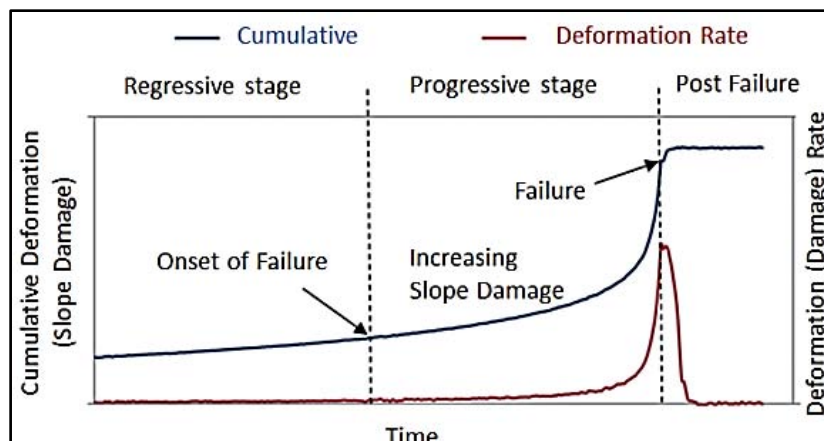 Cumulative
Deformation Rate
Regressive stage
Progressive stage
Post Failure
Cumulative Deformation
(Slope Damage)
Deformation (Damage) Rate
Failure
Onset of Failure
Increasing
Slope Damage
Time